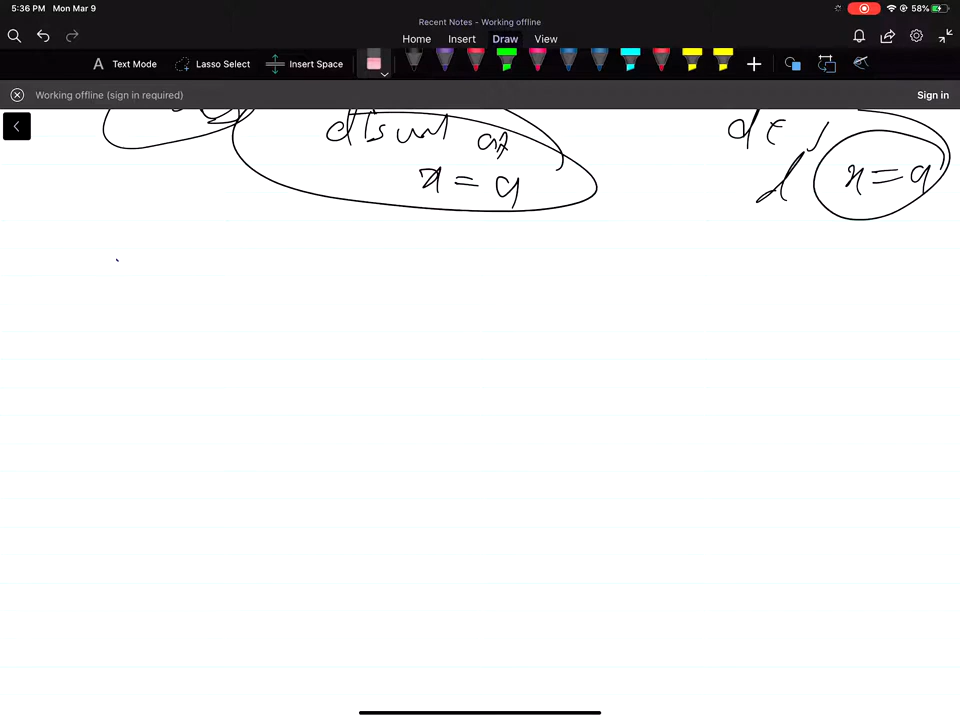 5:36 PM Mon Mar 9
58%
Recent Notes - Working offline
Home Insert Draw View
Text Mode Lasso Select Insert Space
Working offline (sign in required) Sign in
at
x = a
d x = a